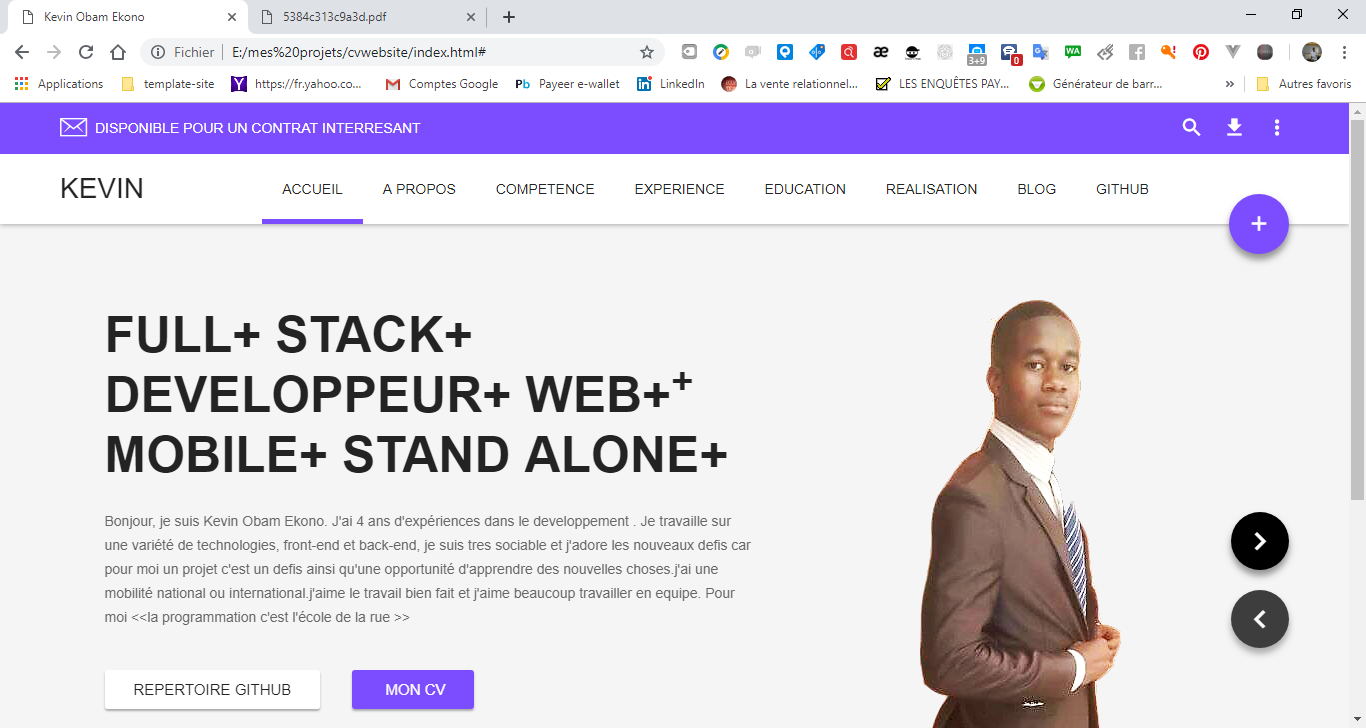 Kevin Obam Ekono
5384c313c9a3d.pdf
Fichier E:/mes%20projets/cvwebsite/index.html#
æ
3+9
0
WA
Applications template-site https://fr.yahoo.co... Comptes Google Pb Payeer e-wallet LinkedIn La vente relationnel... LES ENQUÊTES PAY... Générateur de barr... » Autres favoris
DISPONIBLE POUR UN CONTRAT INTERRESANT
KEVIN ACCUEIL A PROPOS COMPETENCE EXPERIENCE EDUCATION REALISATION BLOG GITHUB
+
FULL+ STACK+
DEVELOPPEUR+ WEB++
MOBILE+ STAND ALONE+
Bonjour, je suis Kevin Obam Ekono. J'ai 4 ans d'expériences dans le developpement . Je travaille sur
une variété de technologies, front-end et back-end, je suis tres sociable et j'adore les nouveaux defis car
pour moi un projet c'est un defis ainsi qu'une opportunité d'apprendre des nouvelles choses.j'ai une
mobilité national ou international.j'aime le travail bien fait et j'aime beaucoup travailler en equipe. Pour
moi <<la programmation c'est l'école de la rue >>
REPERTOIRE GITHUB MON CV